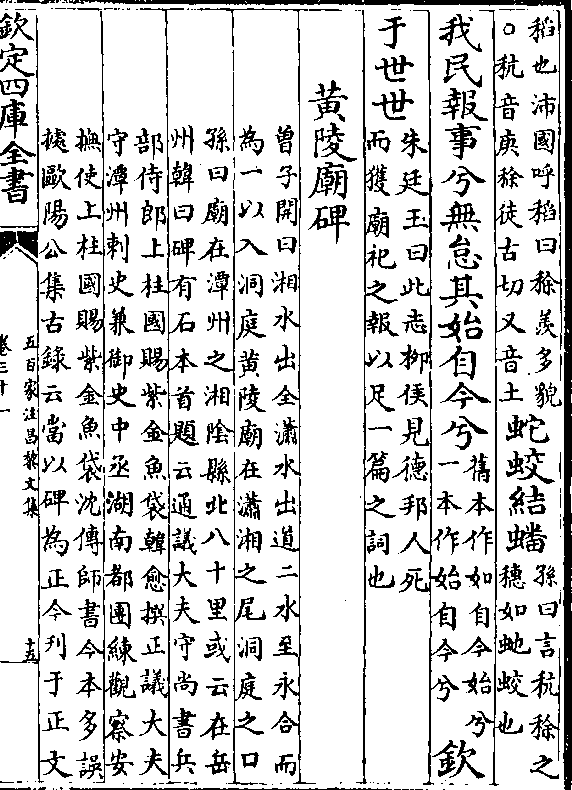 稻也沛國呼稻曰稌羨多貌
○秔音庚稌徒古切又音土
蛇蛟結蟠
孫曰言秔稌之
穗如虵蛟也
我民報事兮無怠其始自今兮
舊本作如自今始兮
一本作始自今兮
欽
于世世
朱廷玉曰此志柳侯見德邦人死
而獲廟祀之報以足一篇之詞也
黄陵廟碑
曾子開曰湘水出全瀟水出道二水至永合而
為一以入洞庭黄陵廟在瀟湘之尾洞庭之口
孫曰廟在潭州之湘陰縣北八十里或云在岳
州韓曰碑有石本首題云通議大夫守尚書兵
部侍郎上柱國賜紫金魚袋韓愈撰正議大夫
守潭州刺史兼御史中丞湖南都團練觀察安
撫使上柱國賜紫金魚袋沈傳師書今本多誤
據歐陽公集古錄云當以碑為正今列于正文
欽定四庫全書
五百家注昌黎文集
卷三十一
十五